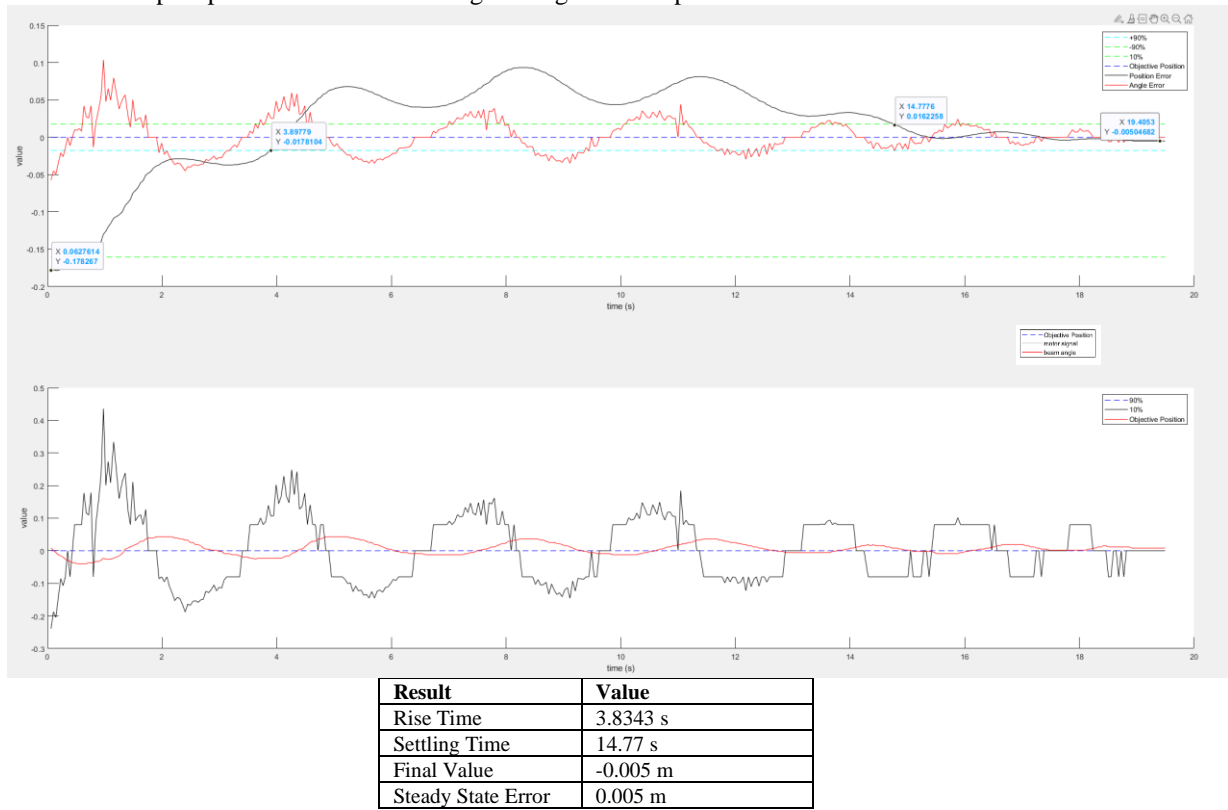 0.15
+90%
-90%
10%
Objective Position
Position Error
Angle Error
0.1
0.05
X 14.7776
Y 0.0162258
X 3.89779
Y -0.0178104
X 19.4053
Y -0.00504682
0
value
-0.05
-0.1
-0.15
X 0.0627614
Y -0.178267
-0.2
0 2 4 6 8 10 12 14 16 18 20
time (s)
Objective Position
motor signal
beam angle
0.5
90%
10%
Objective Position
0.4
0.3
0.2
0.1
value
0
-0.1
-0.2
-0.3
0 2 4 6 8 10 12 14 16 18 20
time (s)
Result Value
Rise Time 3.8343 s
Settling Time 14.77 s
Final Value -0.005 m
Steady State Error 0.005 m